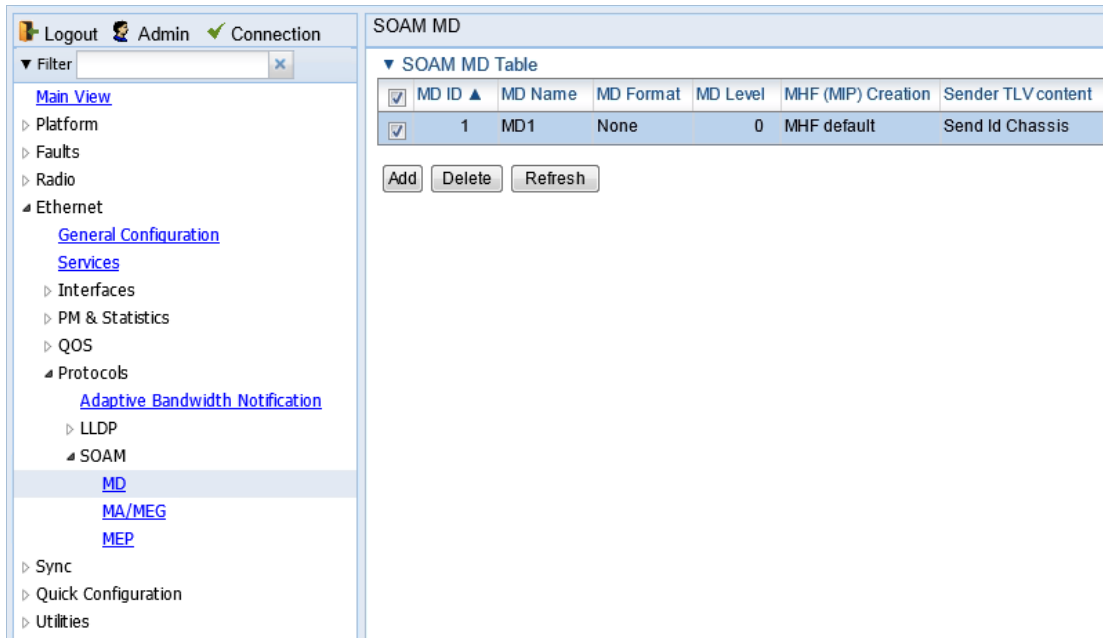 Logout Admin Connection
▼ Filter
Main View
Platform
Faults
Radio
Ethernet
General Configuration
Services
Interfaces
PM & Statistics
QOS
Protocols
Adaptive Bandwidth Notification
LLDP
SOAM
MD
MA/MEG
MEP
Sync
Quick Configuration
Utilities
SOAM MD
▼ SOAM MD Table
MD ID ▲ MD Name MD Format MD Level MHF (MIP) Creation Sender TLV content
1 MD1 None 0 MHF default Send Id Chassis
Add Delete Refresh